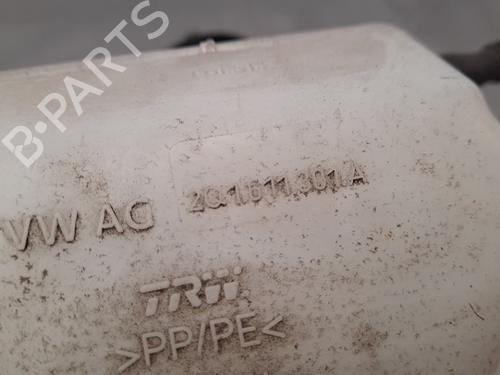 B-PARTS
VW AG 2Q1611301A
TRW
>PP/PE<